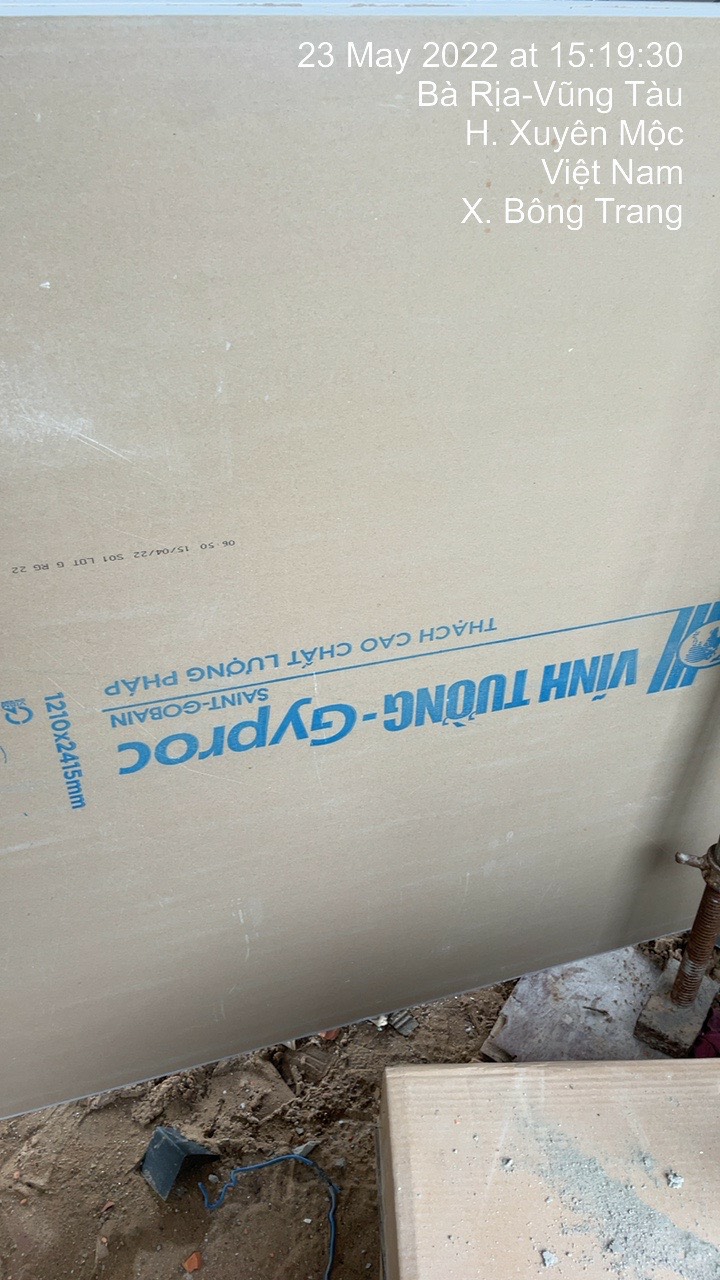 23 May 2022 at 15:19:30
Bà Rịa-Vũng Tàu
H. Xuyên Mộc
Việt Nam
X. Bông Trang
06:50 15/04/22 S01 LOT G RG 22
THẠCH CAO CHẤT LƯỢNG PHÁP
SAINT-GOBAIN
VĨNH TƯỜNG-Gyproc
1210x2415mm